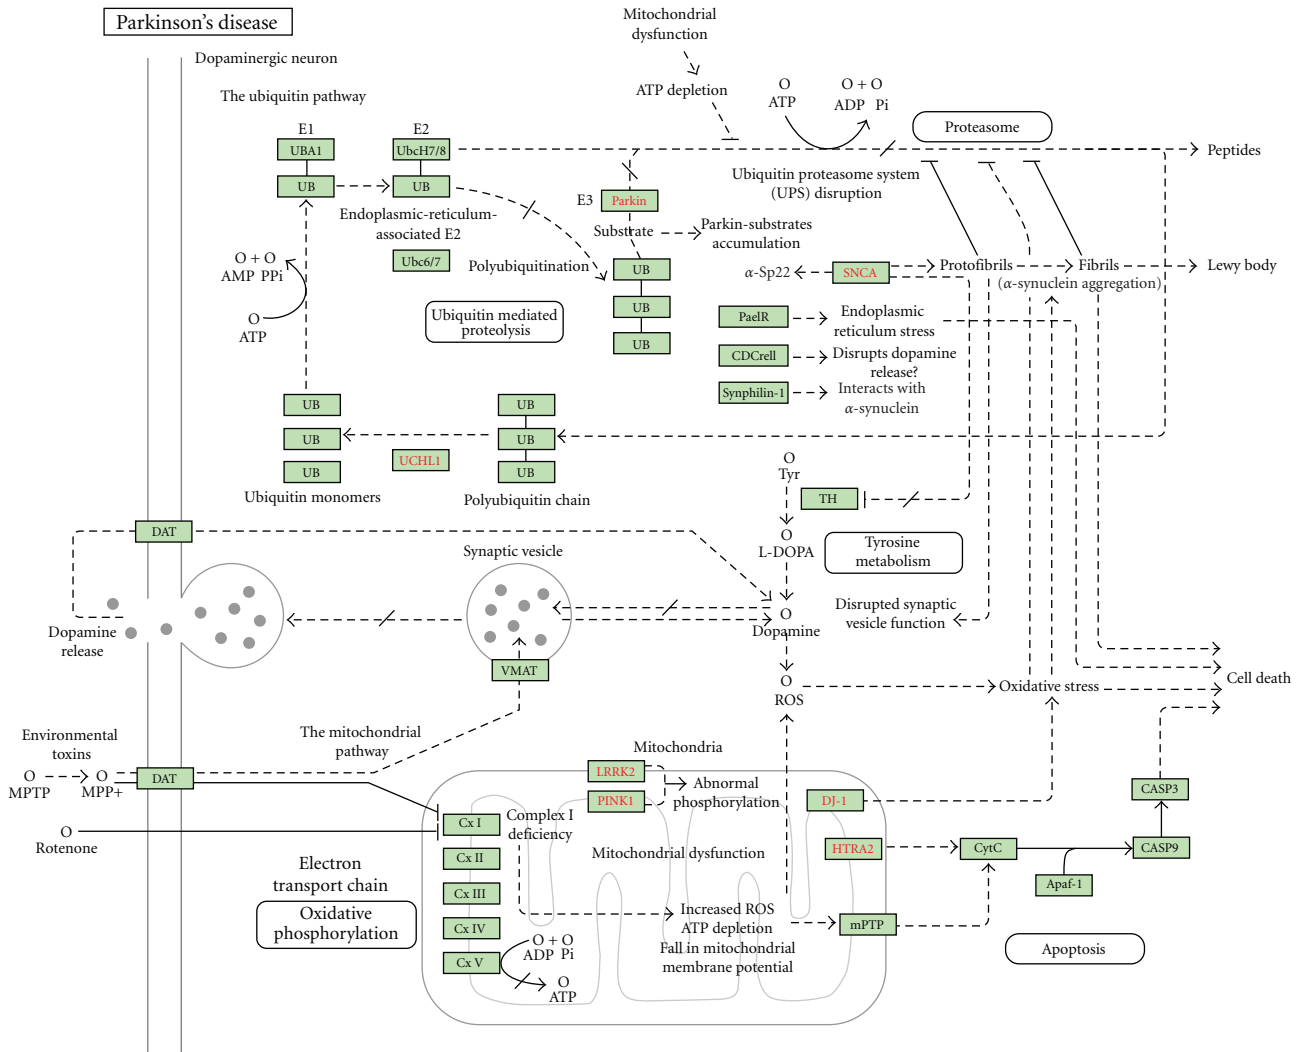 Parkinson's disease
Mitochondrial
dysfunction
Dopaminergic neuron
ATP depletion
O
ATP
O + O
ADP Pi
The ubiquitin pathway
Proteasome
E1
UBA1
E2
UbcH7/8
Peptides
UB
UB
Ubiquitin proteasome system
(UPS) disruption
E3
Parkin
Endoplasmic-reticulum-
associated E2
Substrate
Parkin-substrates
accumulation
Ubc6/7
Polyubiquitination
O + O
AMP PPi
UB
UB
UB
α-Sp22
SNCA
Protofibrils
Fibrils
Lewy body
(α-synuclein aggregation)
O
ATP
Ubiquitin mediated
proteolysis
PaelR
Endoplasmic
reticulum stress
CDCrell
Disrupts dopamine
release?
Synphilin-1
Interacts with
α-synuclein
UB
UB
UB
Ubiquitin monomers
UCHL1
UB
UB
UB
Polyubiquitin chain
O
Tyr
TH
DAT
O
L-DOPA
Tyrosine
metabolism
Synaptic vesicle
O
Dopamine
Disrupted synaptic
vesicle function
Dopamine
release
VMAT
O
ROS
Oxidative stress
Cell death
The mitochondrial
pathway
Environmental
toxins
O
MPTP
O
MPP+
DAT
Mitochondria
LRRK2
PINK1
Abnormal
phosphorylation
DJ-1
CASP3
O
Rotenone
Cx I
Complex I
deficiency
Cx II
Cx III
Cx IV
Cx V
Mitochondrial dysfunction
HTRA2
CytC
CASP9
Apaf-1
Electron
transport chain
Oxidative
phosphorylation
Increased ROS
ATP depletion
Fall in mitochondrial
membrane potential
mPTP
O + O
ADP Pi
O
ATP
Apoptosis